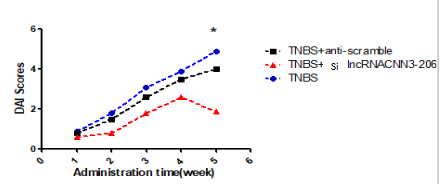 *
TNBS+anti-scramble
TNBS+ si lncRNACNN3-206
TNBS
DAI Scores
6
4
2
0
0 1 2 3 4 5 6
Administration time(week)